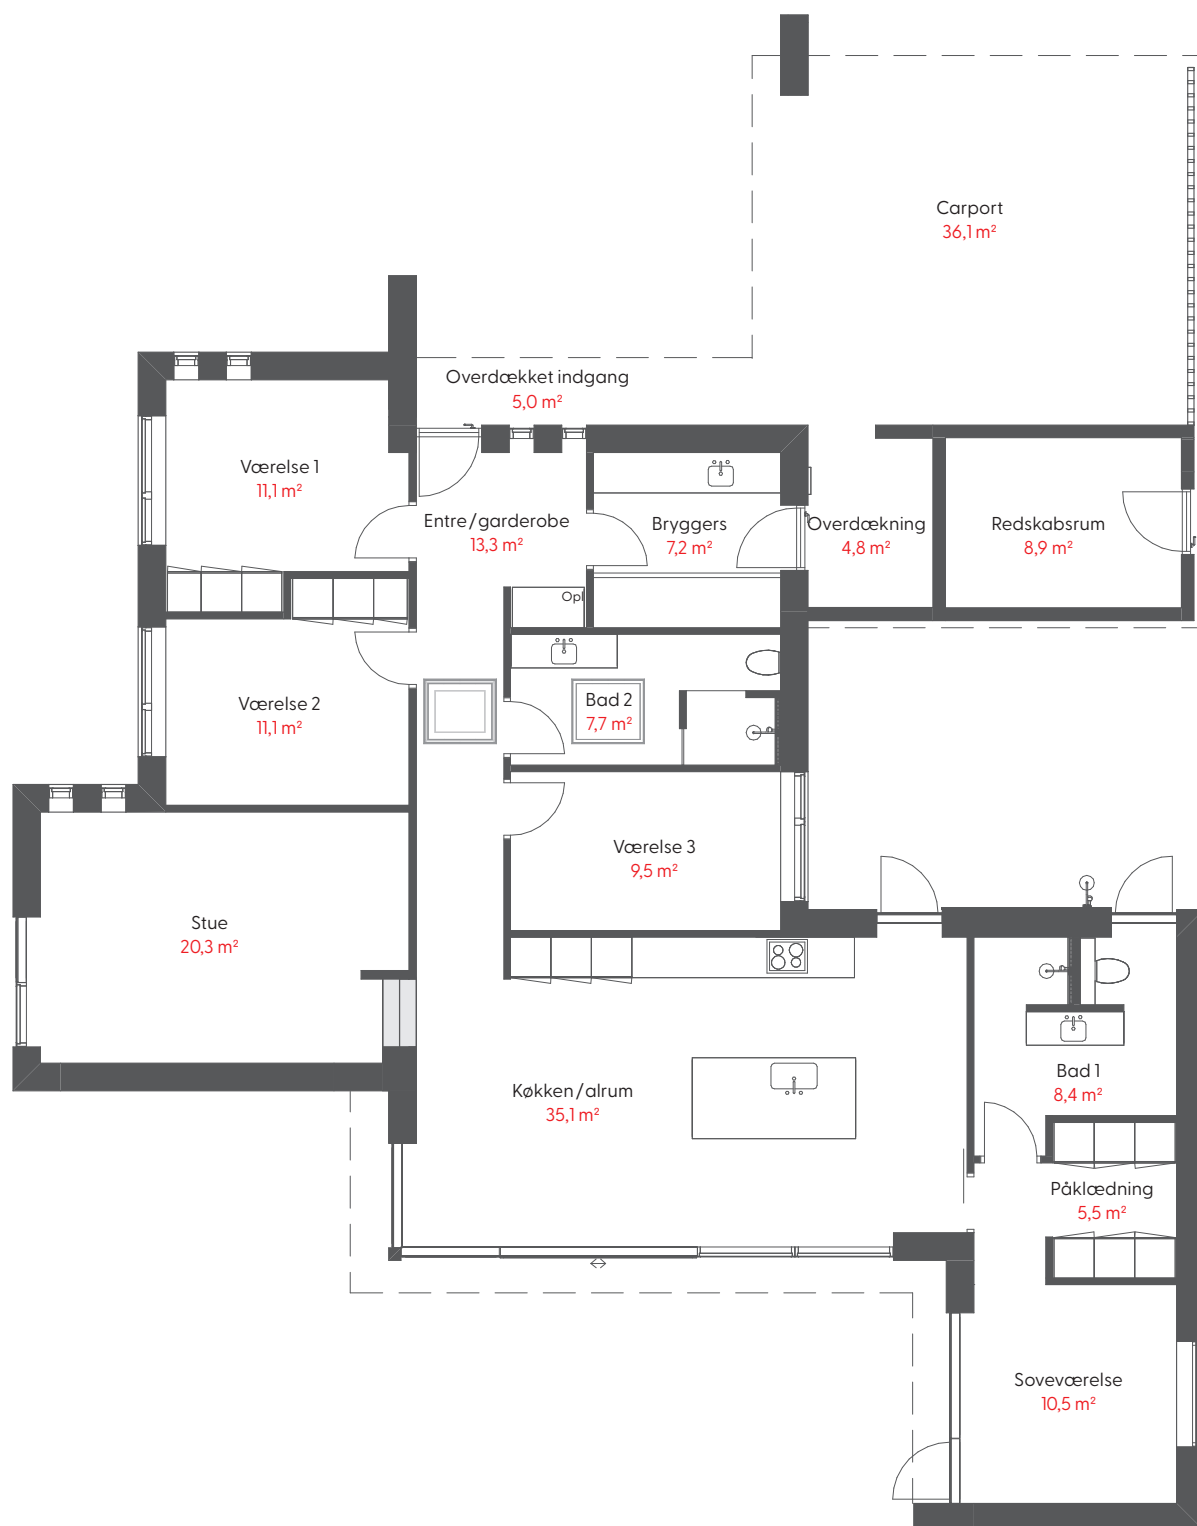 Carport
36,1 m²
Overdækket indgang
5,0 m²
Værelse 1
11,1 m²
Entre/garderobe
13,3 m²
Bryggers
7,2 m²
Overdækning
4,8 m²
Redskabsrum
8,9 m²
Opl
Værelse 2
11,1 m²
Bad 2
7,7 m²
Værelse 3
9,5 m²
Stue
20,3 m²
Køkken/alrum
35,1 m²
Bad 1
8,4 m²
Påklædning
5,5 m²
Soveværelse
10,5 m²